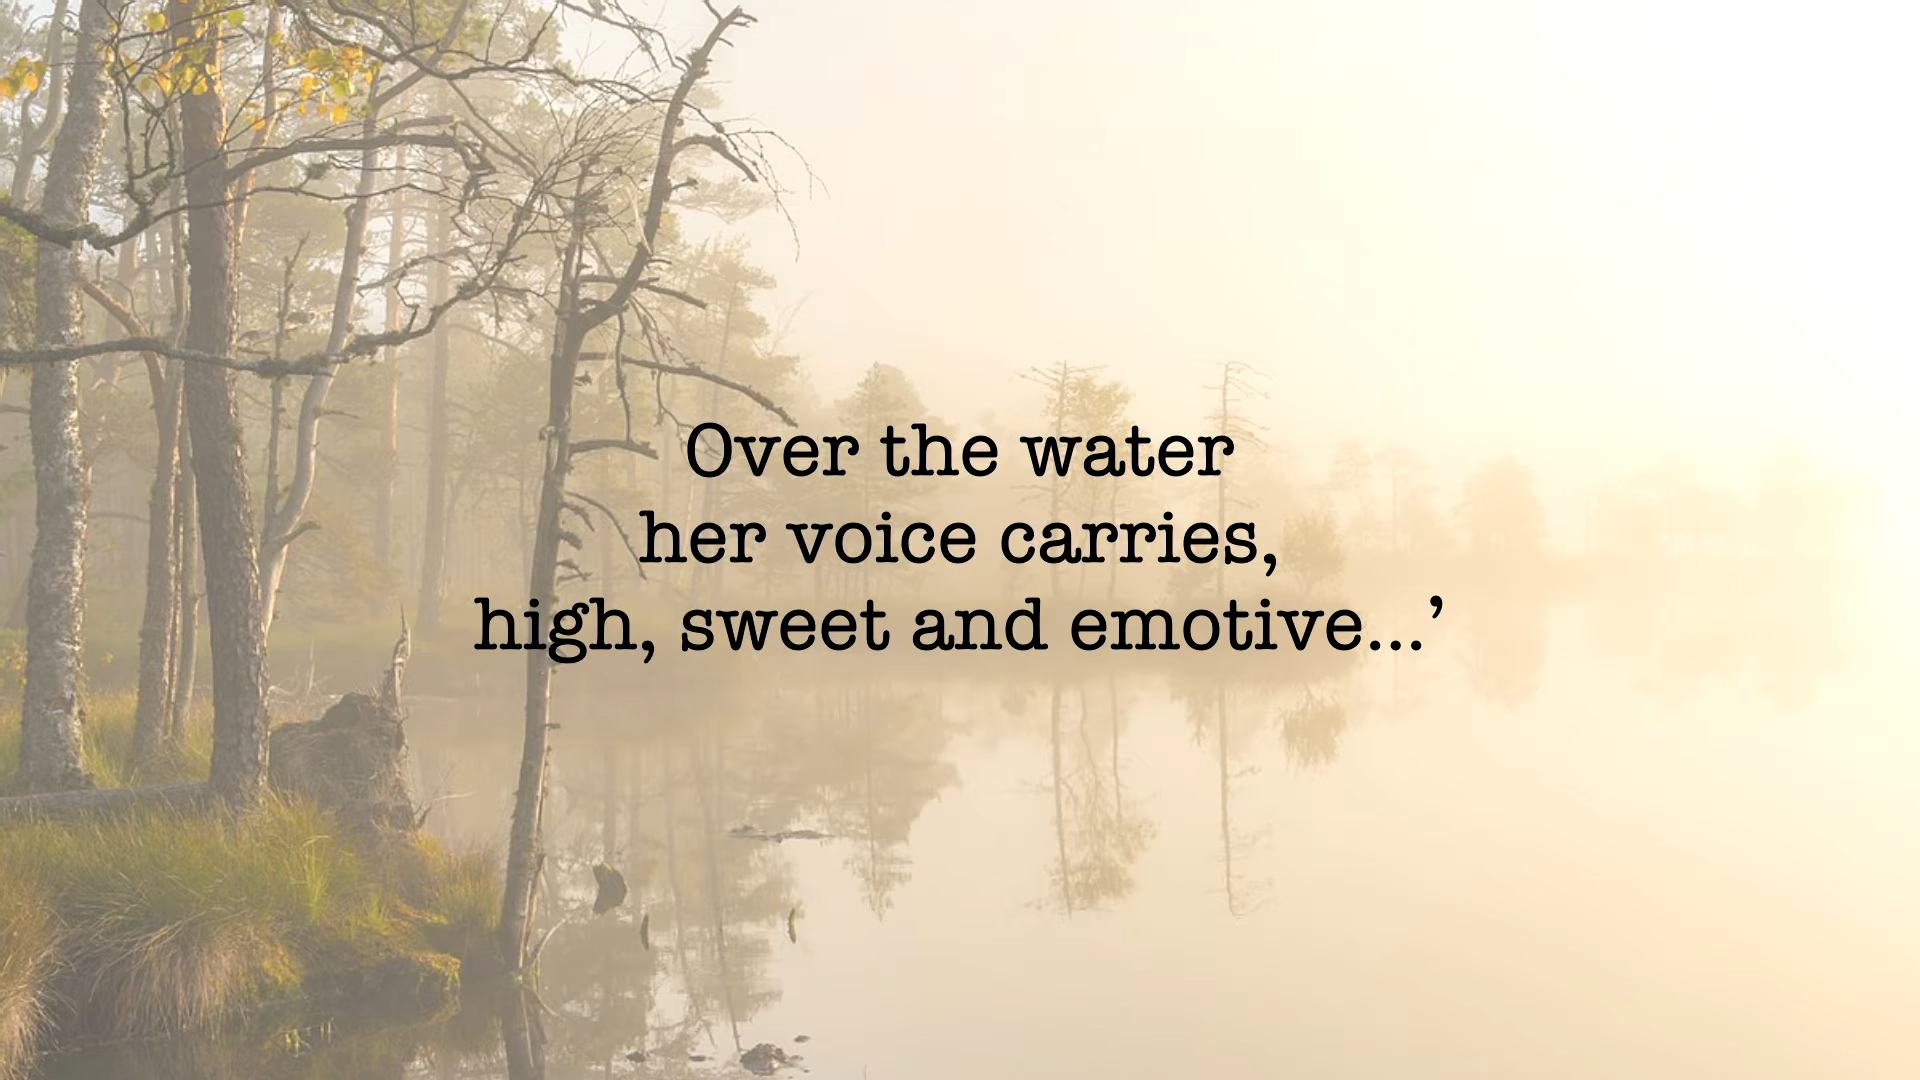 Over the water
her voice carries,
high, sweet and emotive...’